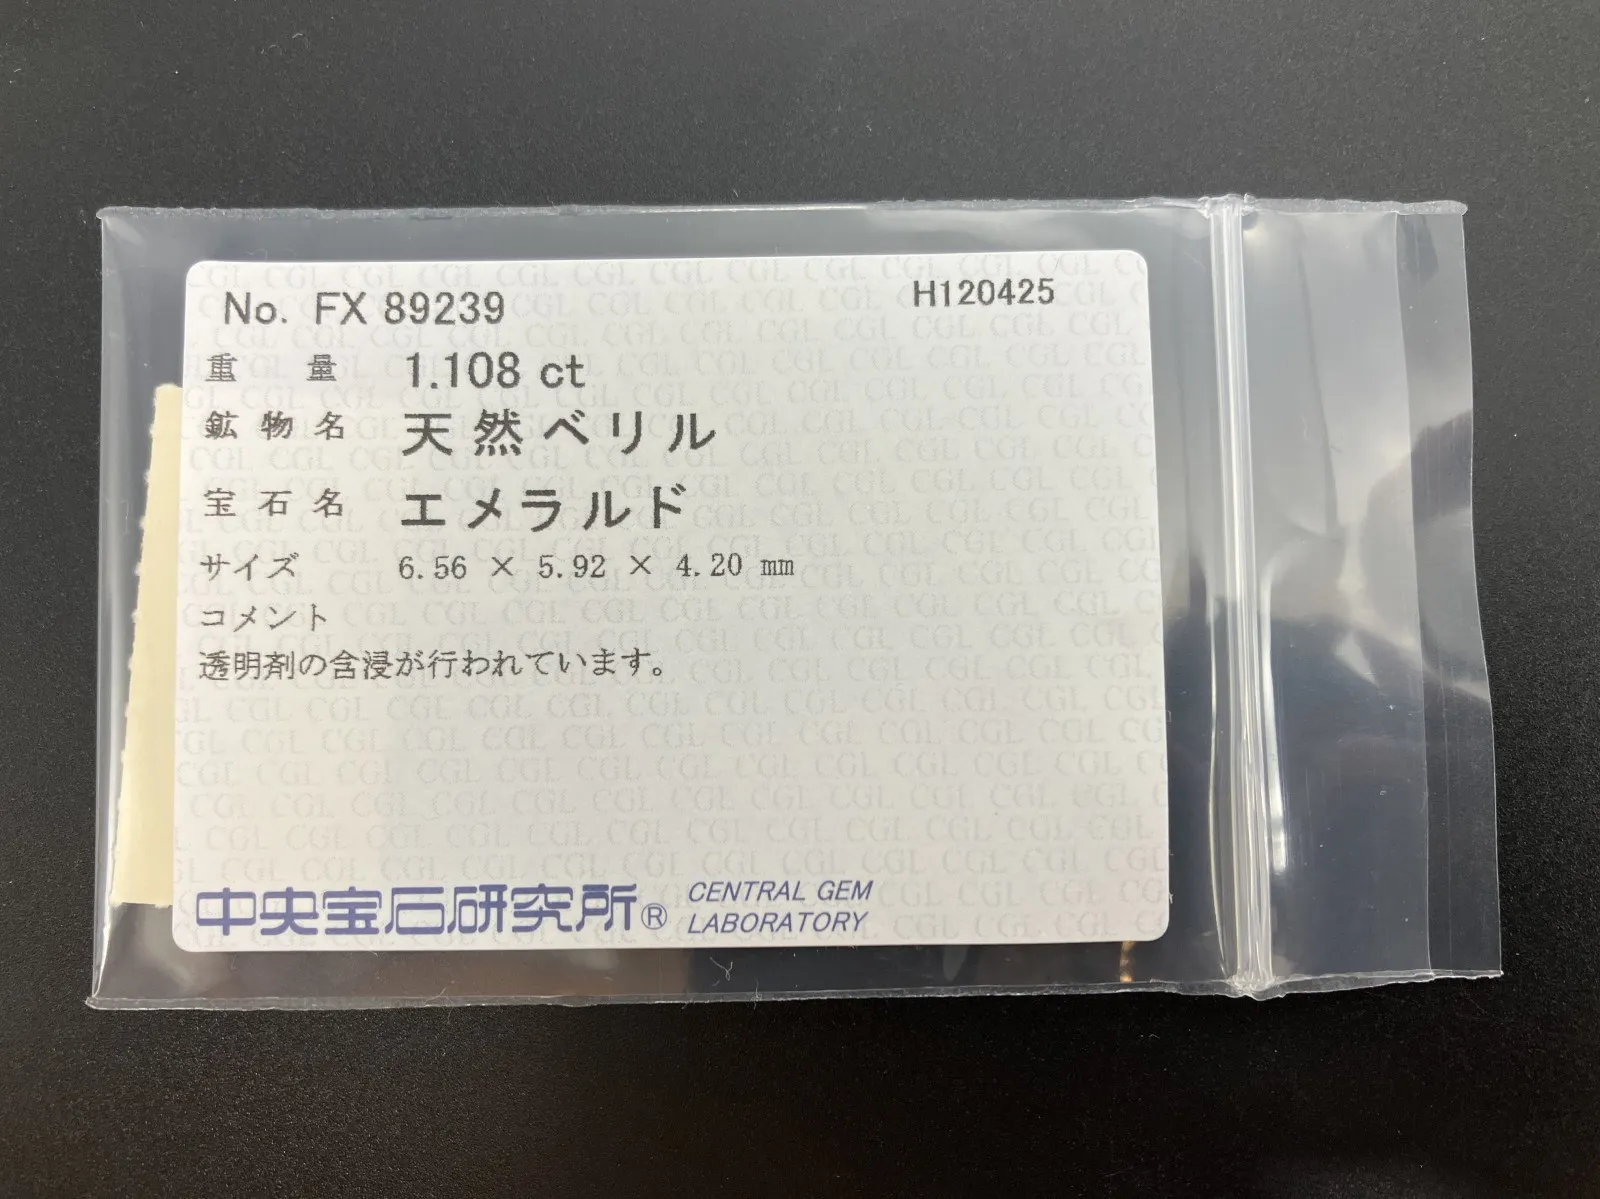 No. FX 89239 H120425
重量 1.108 ct
鉱物名 天然ベリル
宝石名 エメラルド
サイズ 6.56 × 5.92 × 4.20 mm
コメント
透明剤の含浸が行われています。
中央宝石研究所® CENTRAL GEM
LABORATORY